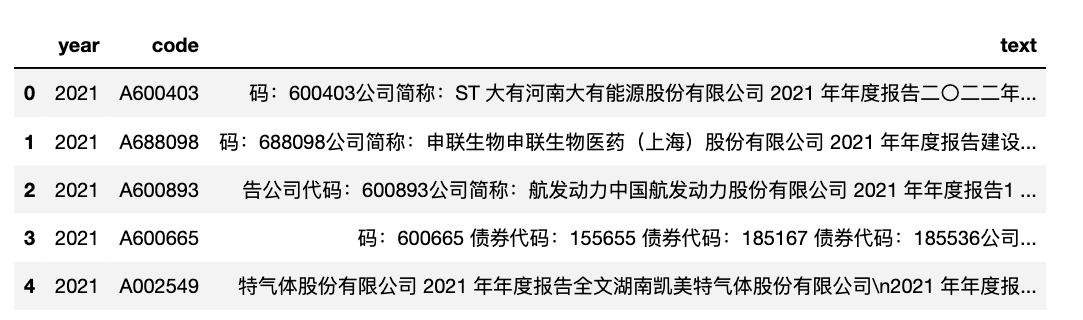 year code text
0 2021 A600403 码：600403公司简称：ST 大有河南大有能源股份有限公司 2021 年年度报告二〇二二年...
1 2021 A688098 码：688098公司简称：申联生物申联生物医药（上海）股份有限公司 2021 年年度报告建设...
2 2021 A600893 告公司代码：600893公司简称：航发动力中国航发动力股份有限公司 2021 年年度报告1 ...
3 2021 A600665 码：600665 债券代码：155655 债券代码：185167 债券代码：185536公司...
4 2021 A002549 特气体股份有限公司 2021 年年度报告全文湖南凯美特气体股份有限公司\n2021 年年度报...